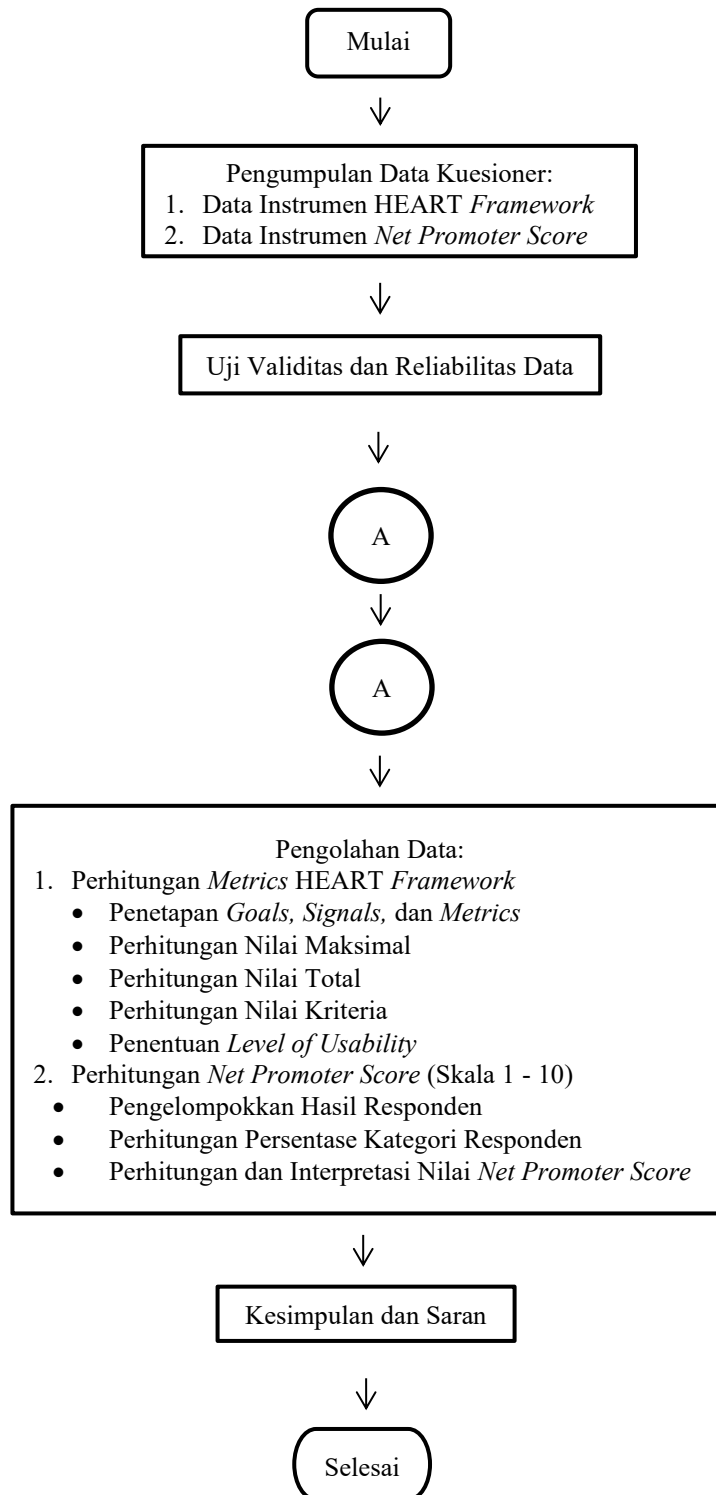 Mulai
Pengumpulan Data Kuesioner:
1. Data Instrumen HEART Framework
2. Data Instrumen Net Promoter Score
Uji Validitas dan Reliabilitas Data
A
A
Pengolahan Data:
1. Perhitungan Metrics HEART Framework
• Penetapan Goals, Signals, dan Metrics
• Perhitungan Nilai Maksimal
• Perhitungan Nilai Total
• Perhitungan Nilai Kriteria
• Penentuan Level of Usability
2. Perhitungan Net Promoter Score (Skala 1 - 10)
• Pengelompokkan Hasil Responden
• Perhitungan Persentase Kategori Responden
• Perhitungan dan Interpretasi Nilai Net Promoter Score
Kesimpulan dan Saran
Selesai